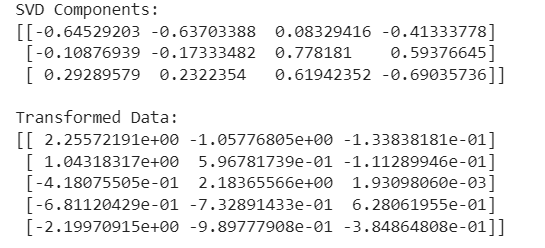 SVD Components:
[[-0.64529203 -0.63703388  0.08329416 -0.41333778]
 [-0.10876939 -0.17333482  0.778181    0.59376645]
 [ 0.29289579  0.2322354   0.61942352 -0.69035736]]
Transformed Data:
[[ 2.25572191e+00 -1.05776805e+00 -1.33838181e-01]
 [ 1.04318317e+00  5.96781739e-01 -1.11289946e-01]
 [-4.18075505e-01  2.18365566e+00  1.93098060e-03]
 [-6.81120429e-01 -7.32891433e-01  6.28061955e-01]
 [-2.19970915e+00 -9.89777908e-01 -3.84864808e-01]]